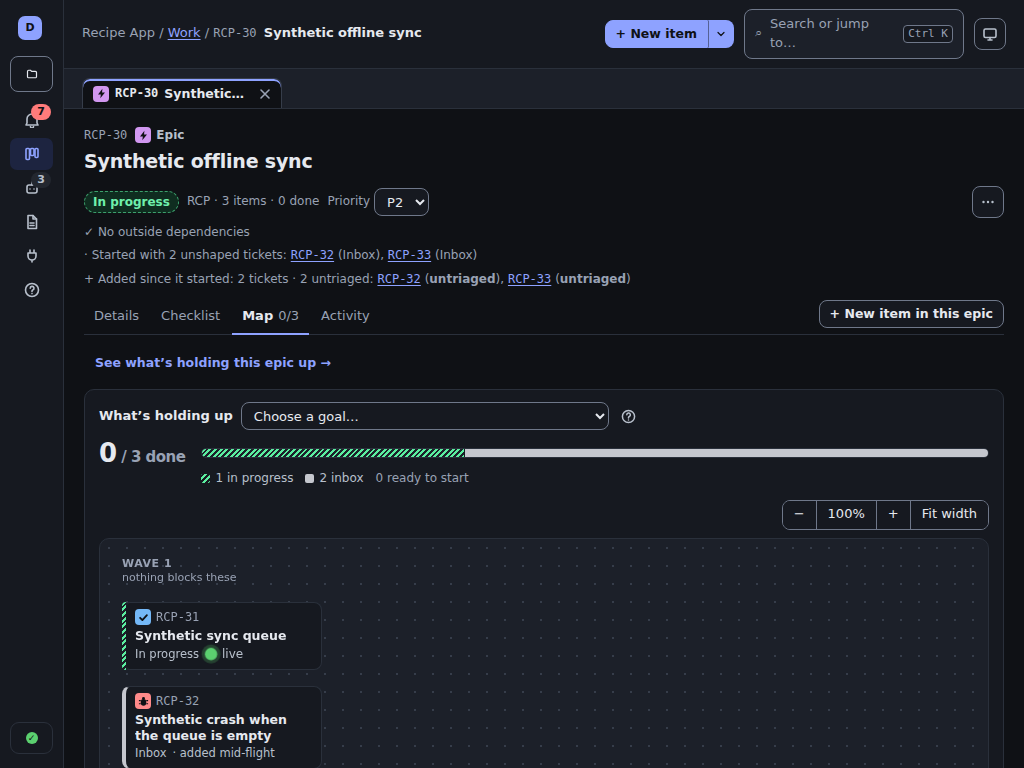 D
Recipe App / Work / RCP-30 Synthetic offline sync
+ New item
Search or jump to…
Ctrl K
7
3
RCP-30 Synthetic…
RCP-30 Epic
Synthetic offline sync
In progress RCP · 3 items · 0 done Priority P2
✓ No outside dependencies
· Started with 2 unshaped tickets: RCP-32 (Inbox), RCP-33 (Inbox)
+ Added since it started: 2 tickets · 2 untriaged: RCP-32 (untriaged), RCP-33 (untriaged)
Details Checklist Map 0/3 Activity
+ New item in this epic
See what’s holding this epic up →
What’s holding up Choose a goal…
0 / 3 done
1 in progress 2 inbox 0 ready to start
− 100% + Fit width
WAVE 1
nothing blocks these
RCP-31
Synthetic sync queue
In progress live
RCP-32
Synthetic crash when
the queue is empty
Inbox · added mid-flight